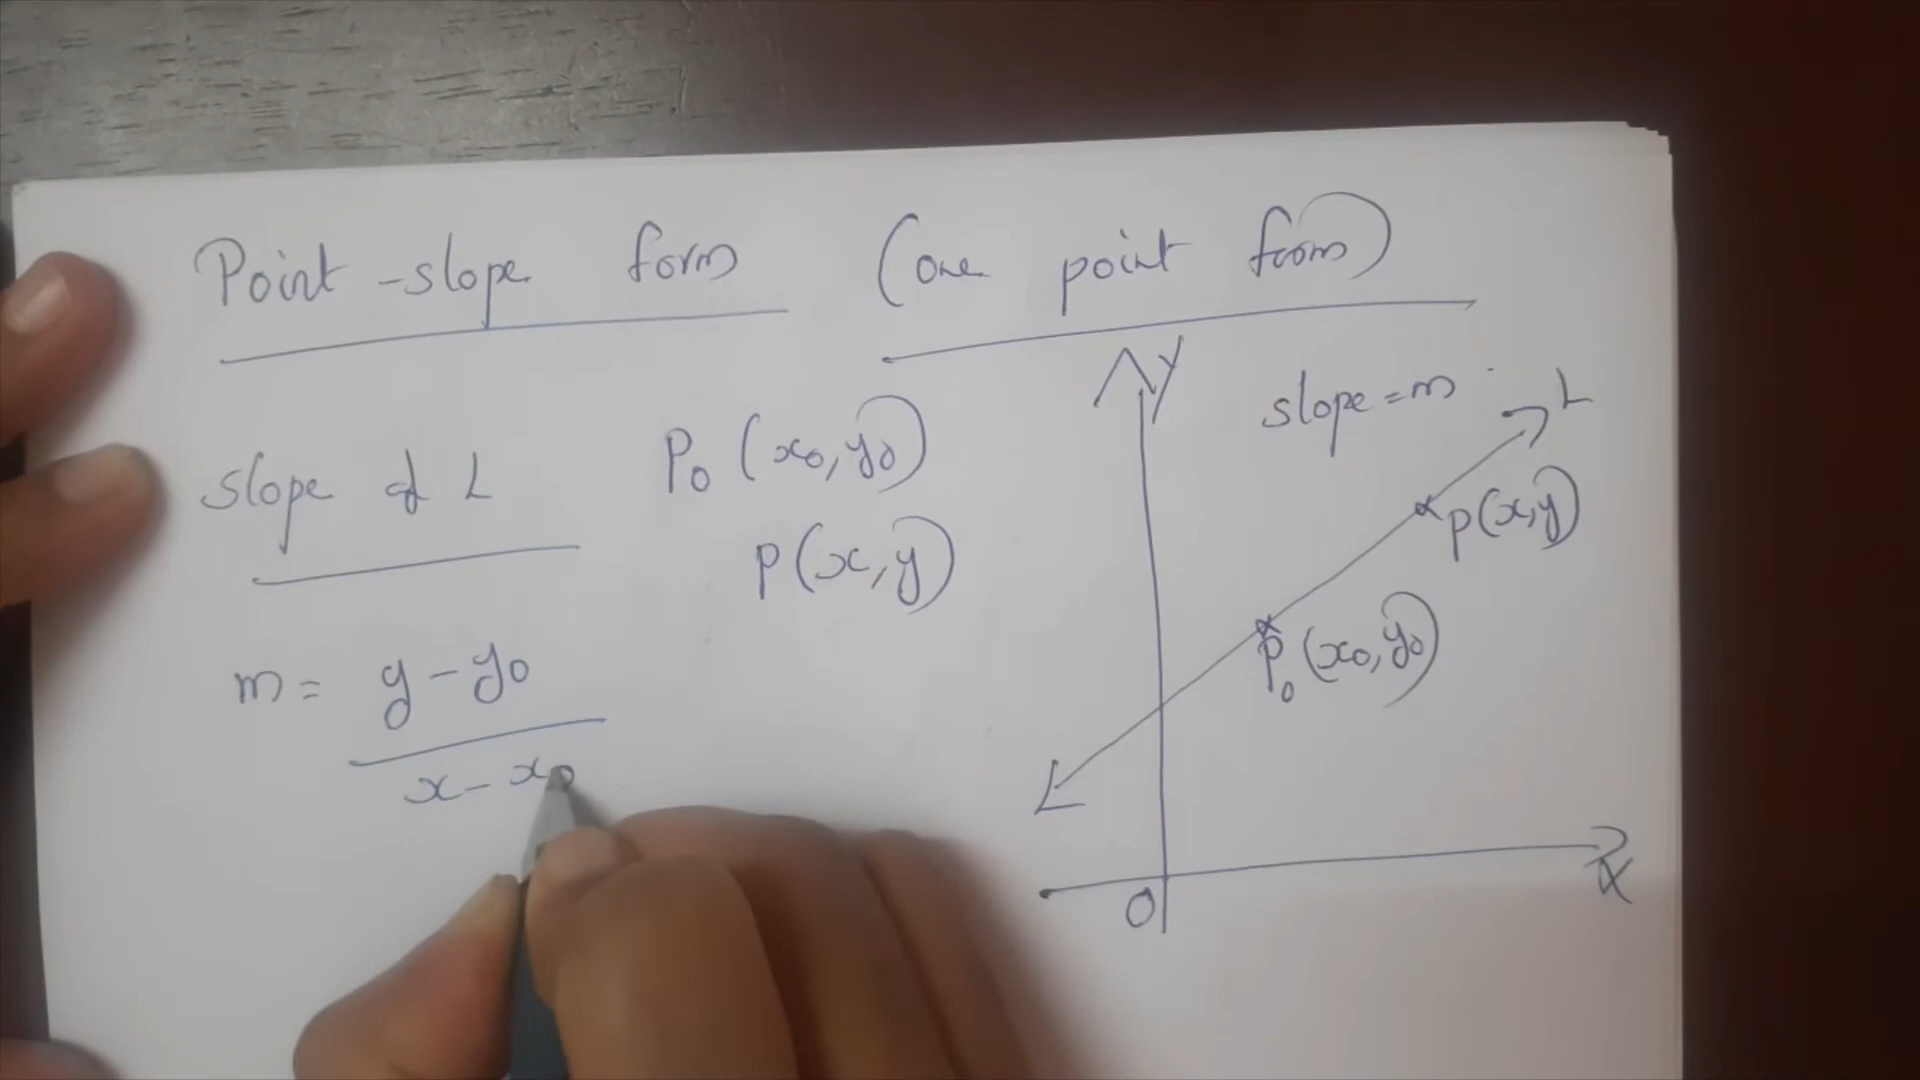 Point-slope form (one point form)
slope of L
P₀ (x₀, y₀)
P(x, y)
m = y - y₀
x - x₀
Y
slope = m
L
P(x, y)
P₀ (x₀, y₀)
O
X